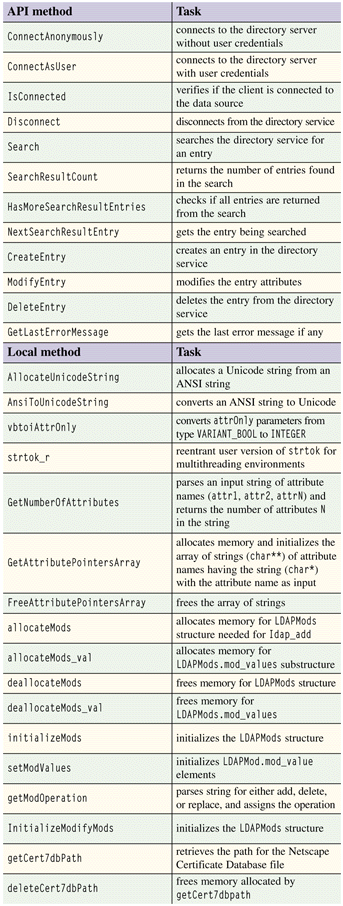 API method Task
ConnectAnonymously connects to the directory server
without user credentials
ConnectAsUser connects to the directory server
with user credentials
IsConnected verifies if the client is connected to
the data source
Disconnect disconnects from the directory service
Search searches the directory service for
an entry
SearchResultCount returns the number of entries found
in the search
HasMoreSearchResultEntries checks if all entries are returned
from the search
NextSearchResultEntry gets the entry being searched
CreateEntry creates an entry in the directory
service
ModifyEntry modifies the entry attributes
DeleteEntry deletes the entry from the directory
service
GetLastErrorMessage gets the last error message if any
Local method Task
AllocateUnicodeString allocates a Unicode string from an
ANSI string
AnsiToUnicodeString converts an ANSI string to Unicode
vbtoiAttrOnly converts attrOnly parameters from
type VARIANT_BOOL to INTEGER
strtok_r reentrant user version of strtok for
multithreading environments
GetNumberOfAttributes parses an input string of attribute
names (attr1, attr2, attrN) and
returns the number of attributes N
in the string
GetAttributePointersArray allocates memory and initializes the
array of strings (char**) of attribute
names having the string (char*)
with the attribute name as input
FreeAttributePointersArray frees the array of strings
allocateMods allocates memory for LDAPMods
structure needed for ldap_add
allocateMods_val allocates memory for
LDAPMods.mod_values substructure
deallocateMods frees memory for LDAPMods structure
deallocateMods_val frees memory for
LDAPMods.mod_values
initializeMods initializes the LDAPMods structure
setModValues initializes LDAPMod.mod_value
elements
getModOperation parses string for either add, delete,
or replace, and assigns the operation
InitializeModifyMods initializes the LDAPMods structure
getCert7dbPath retrieves the path for the Netscape
Certificate Database file
deleteCert7dbPath frees memory allocated by
getCert7dbpath